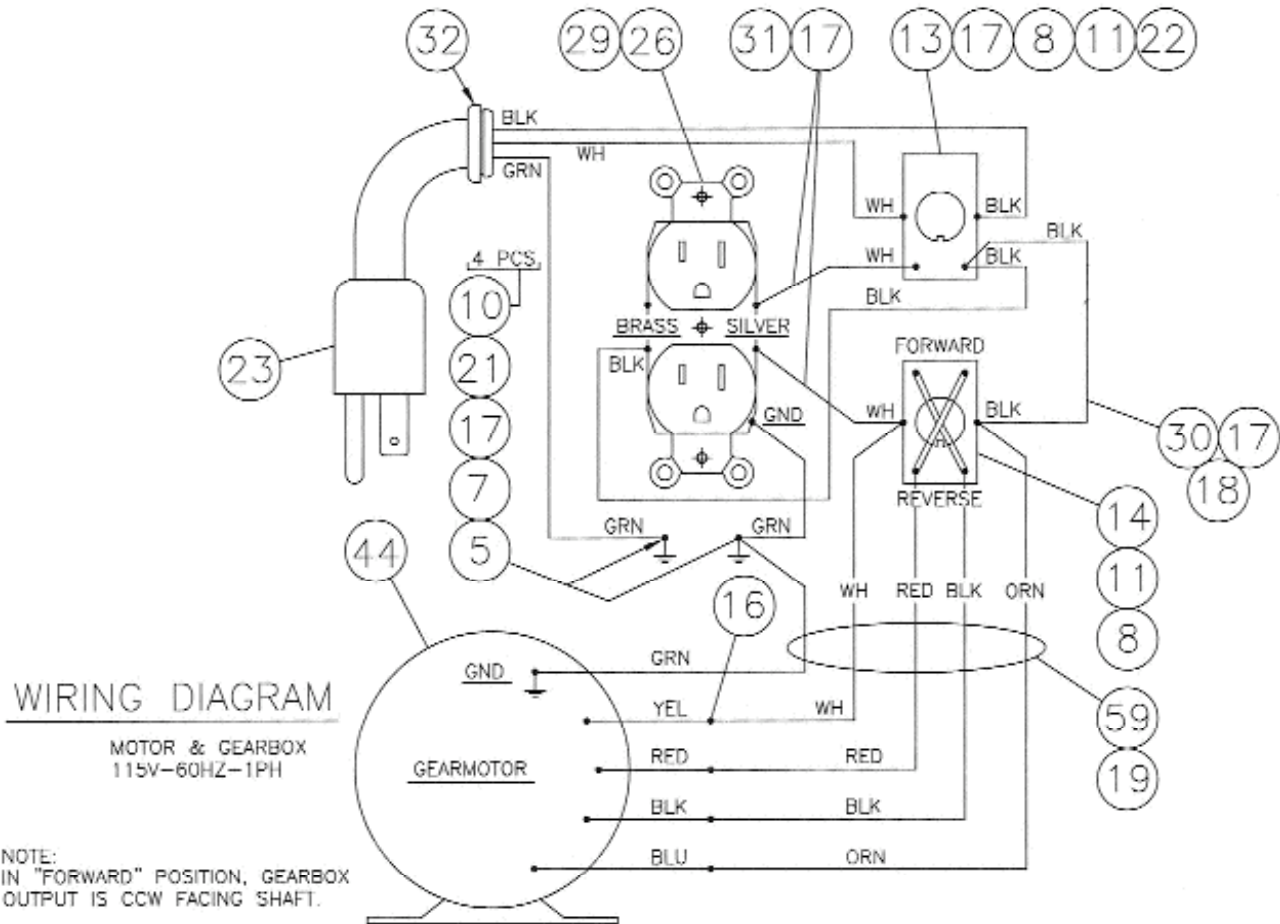 32
29 26
31 17
13 17 8 11 22
BLK
WH
GRN
WH
BLK
BLK
4 PCS.
WH
BLK
10
BLK
BRASS
SILVER
FORWARD
23
21
BLK
17
GND
WH
BLK
30 17
18
7
REVERSE
14
5
GRN
GRN
44
11
WH RED BLK ORN
16
8
GND
GRN
WIRING DIAGRAM
YEL
WH
59
MOTOR & GEARBOX
115V-60HZ-1PH
GEARMOTOR
RED
RED
19
BLK
BLK
BLU
ORN
NOTE:
IN "FORWARD" POSITION, GEARBOX
OUTPUT IS CCW FACING SHAFT.